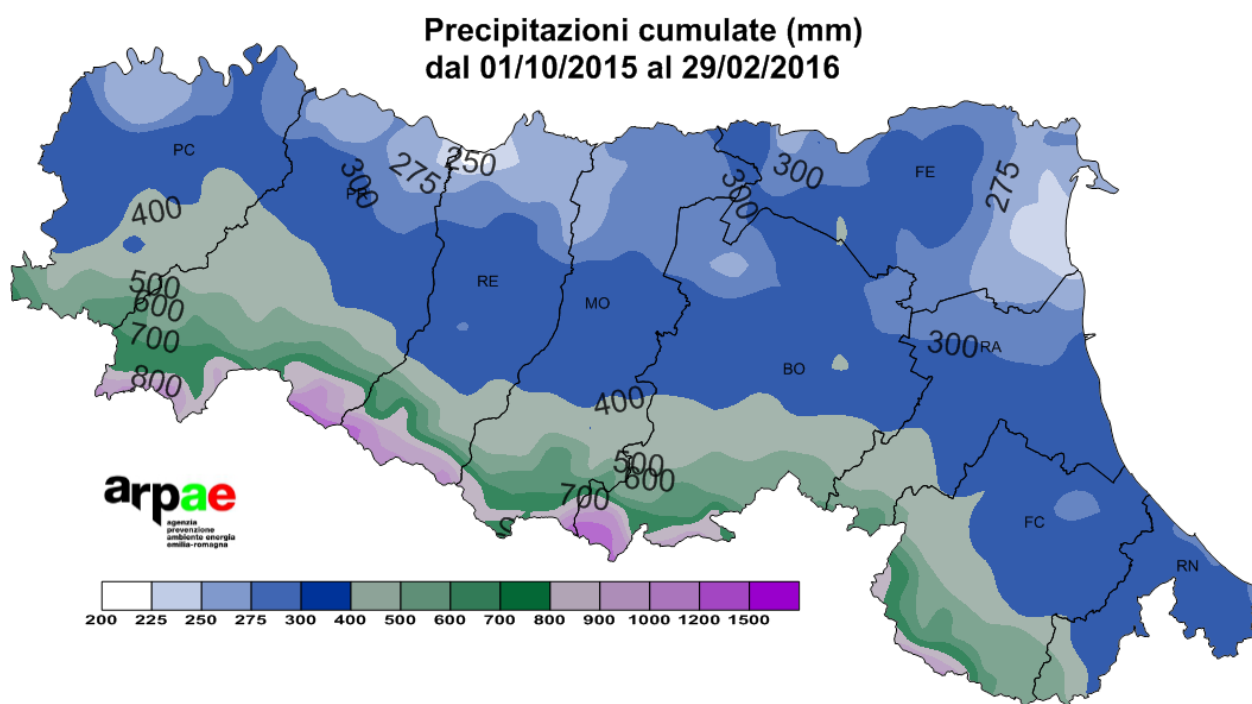 Precipitazioni cumulate (mm)
dal 01/10/2015 al 29/02/2016
PC
400
500
600
700
800
PR
300
275
250
RE
MO
400
500
600
700
300
300
FE
275
300
RA
BO
FC
RN
arpae
agenzia
prevenzione
ambiente energia
emilia-romagna
200 225 250 275 300 400 500 600 700 800 900 1000 1200 1500